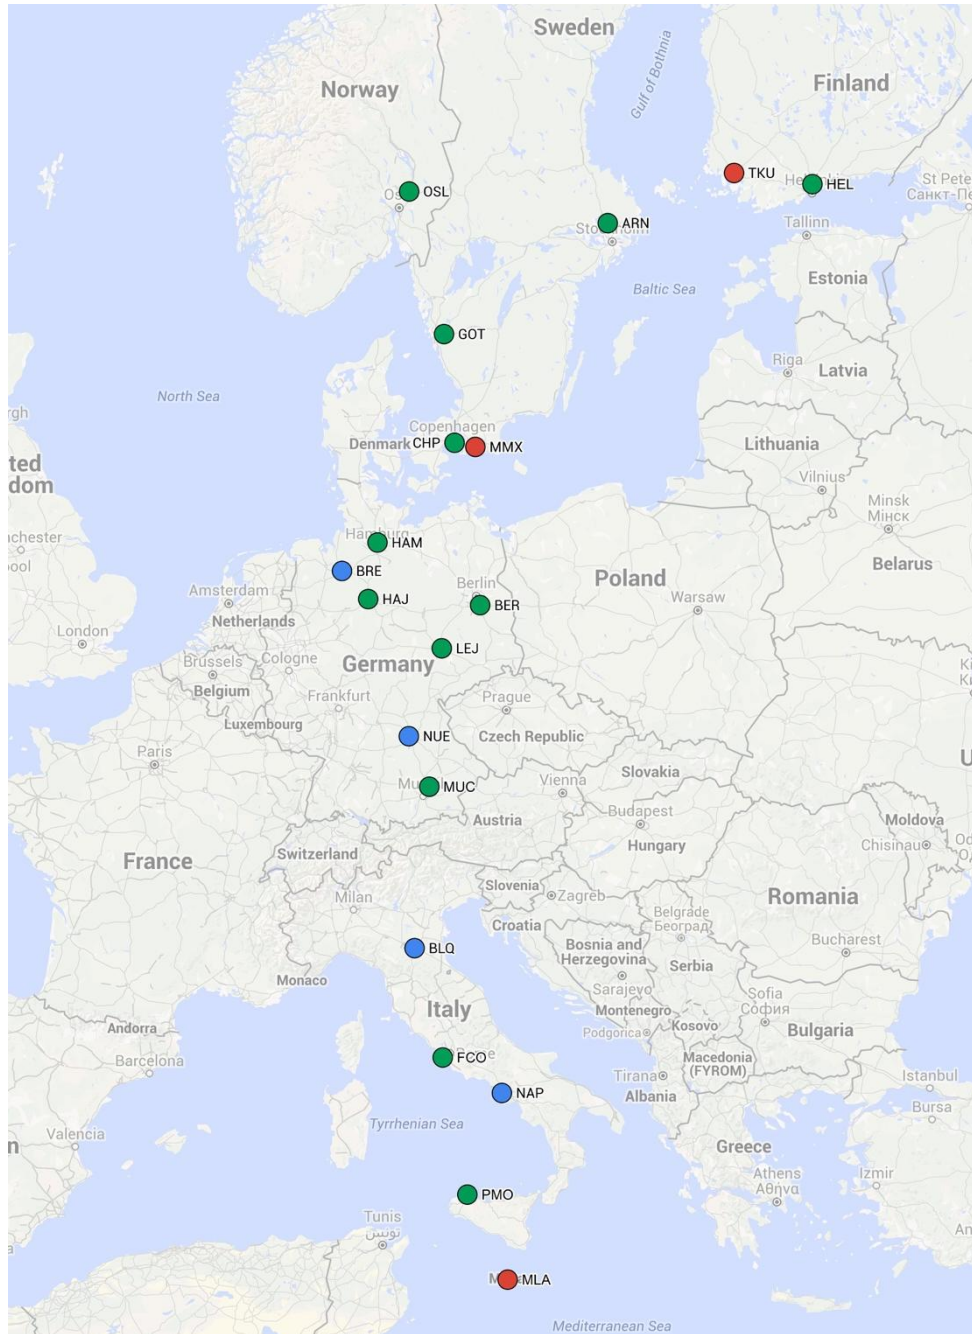 Sweden
Gulf of Bothnia
Norway
Finland
TKU
HEL
OSL
St Pete
Санкт-Пе
ARN
Tallinn
Estonia
Baltic Sea
GOT
Riga
Latvia
North Sea
rgh
Copenhagen
Denmark
CHP
MMX
Lithuania
Vilnius
ted
dom
Minsk
Мінск
nchester
ool
HAM
BRE
Belarus
Poland
Berlin
Amsterdam
HAJ
BER
Warsaw
Netherlands
London
LEJ
Brussels
Cologne
Germany
Belgium
Frankfurt
Prague
Luxembourg
NUE
Czech Republic
Paris
Slovakia
MUC
Vienna
Budapest
Moldova
Austria
Chisinau
Hungary
France
Switzerland
Slovenia
Zagreb
Milan
Romania
Croatia
Belgrade
Београд
BLQ
Bosnia and
Herzegovina
Bucharest
Serbia
Monaco
Sarajevo
Sofia
София
Italy
Montenegro
Kosovo
Bulgaria
Andorra
Podgorica
FCO
Macedonia
(FYROM)
Barcelona
Tirana
Istanbul
NAP
Albania
Bursa
Tyrrhenian Sea
Valencia
Greece
Athens
Αθήνα
Izmir
PMO
Tunis
تونس
MLA
Mediterranean Sea